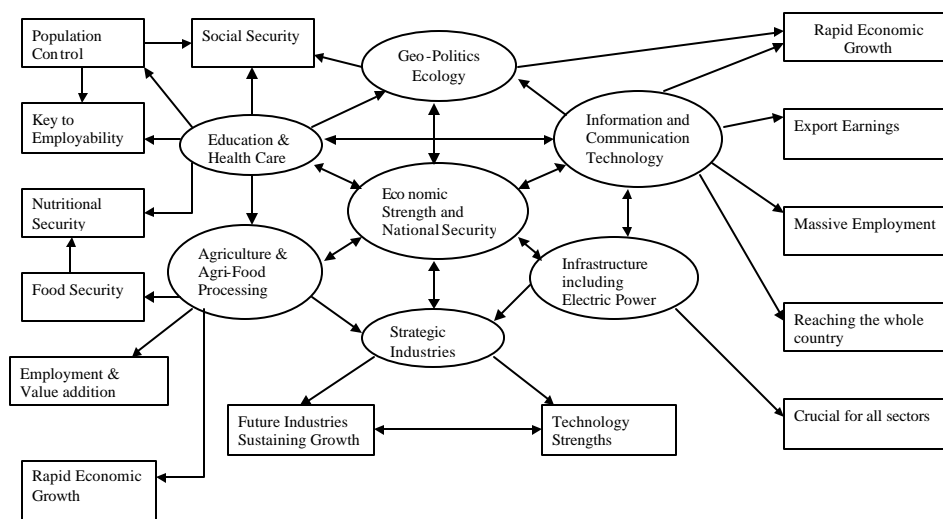 Population
Control
Social Security
Geo-Politics
Ecology
Rapid Economic
Growth
Key to
Employability
Education &
Health Care
Information and
Communication
Technology
Export Earnings
Nutritional
Security
Economic
Strength and
National Security
Massive Employment
Food Security
Agriculture &
Agri-Food
Processing
Infrastructure
including
Electric Power
Reaching the whole
country
Strategic
Industries
Employment &
Value addition
Future Industries
Sustaining Growth
Technology
Strengths
Crucial for all sectors
Rapid Economic
Growth